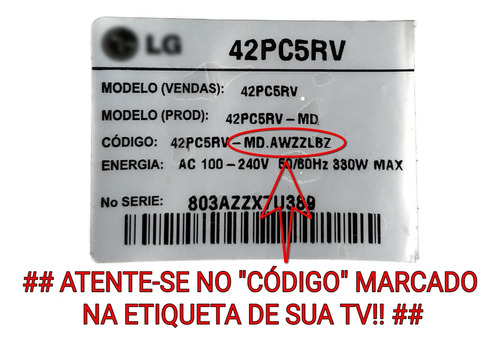 LG 42PC5RV
MODELO (VENDAS): 42PC5RV
MODELO (PROD): 42PC5RV - MD
CÓDIGO: 42PC5RV - MD.AWZZLBZ
ENERGIA: AC 100 - 240V 50/60Hz 330W MAX
No SERIE: 803AZZX7U389
## ATENTE-SE NO "CÓDIGO" MARCADO
NA ETIQUETA DE SUA TV!! ##